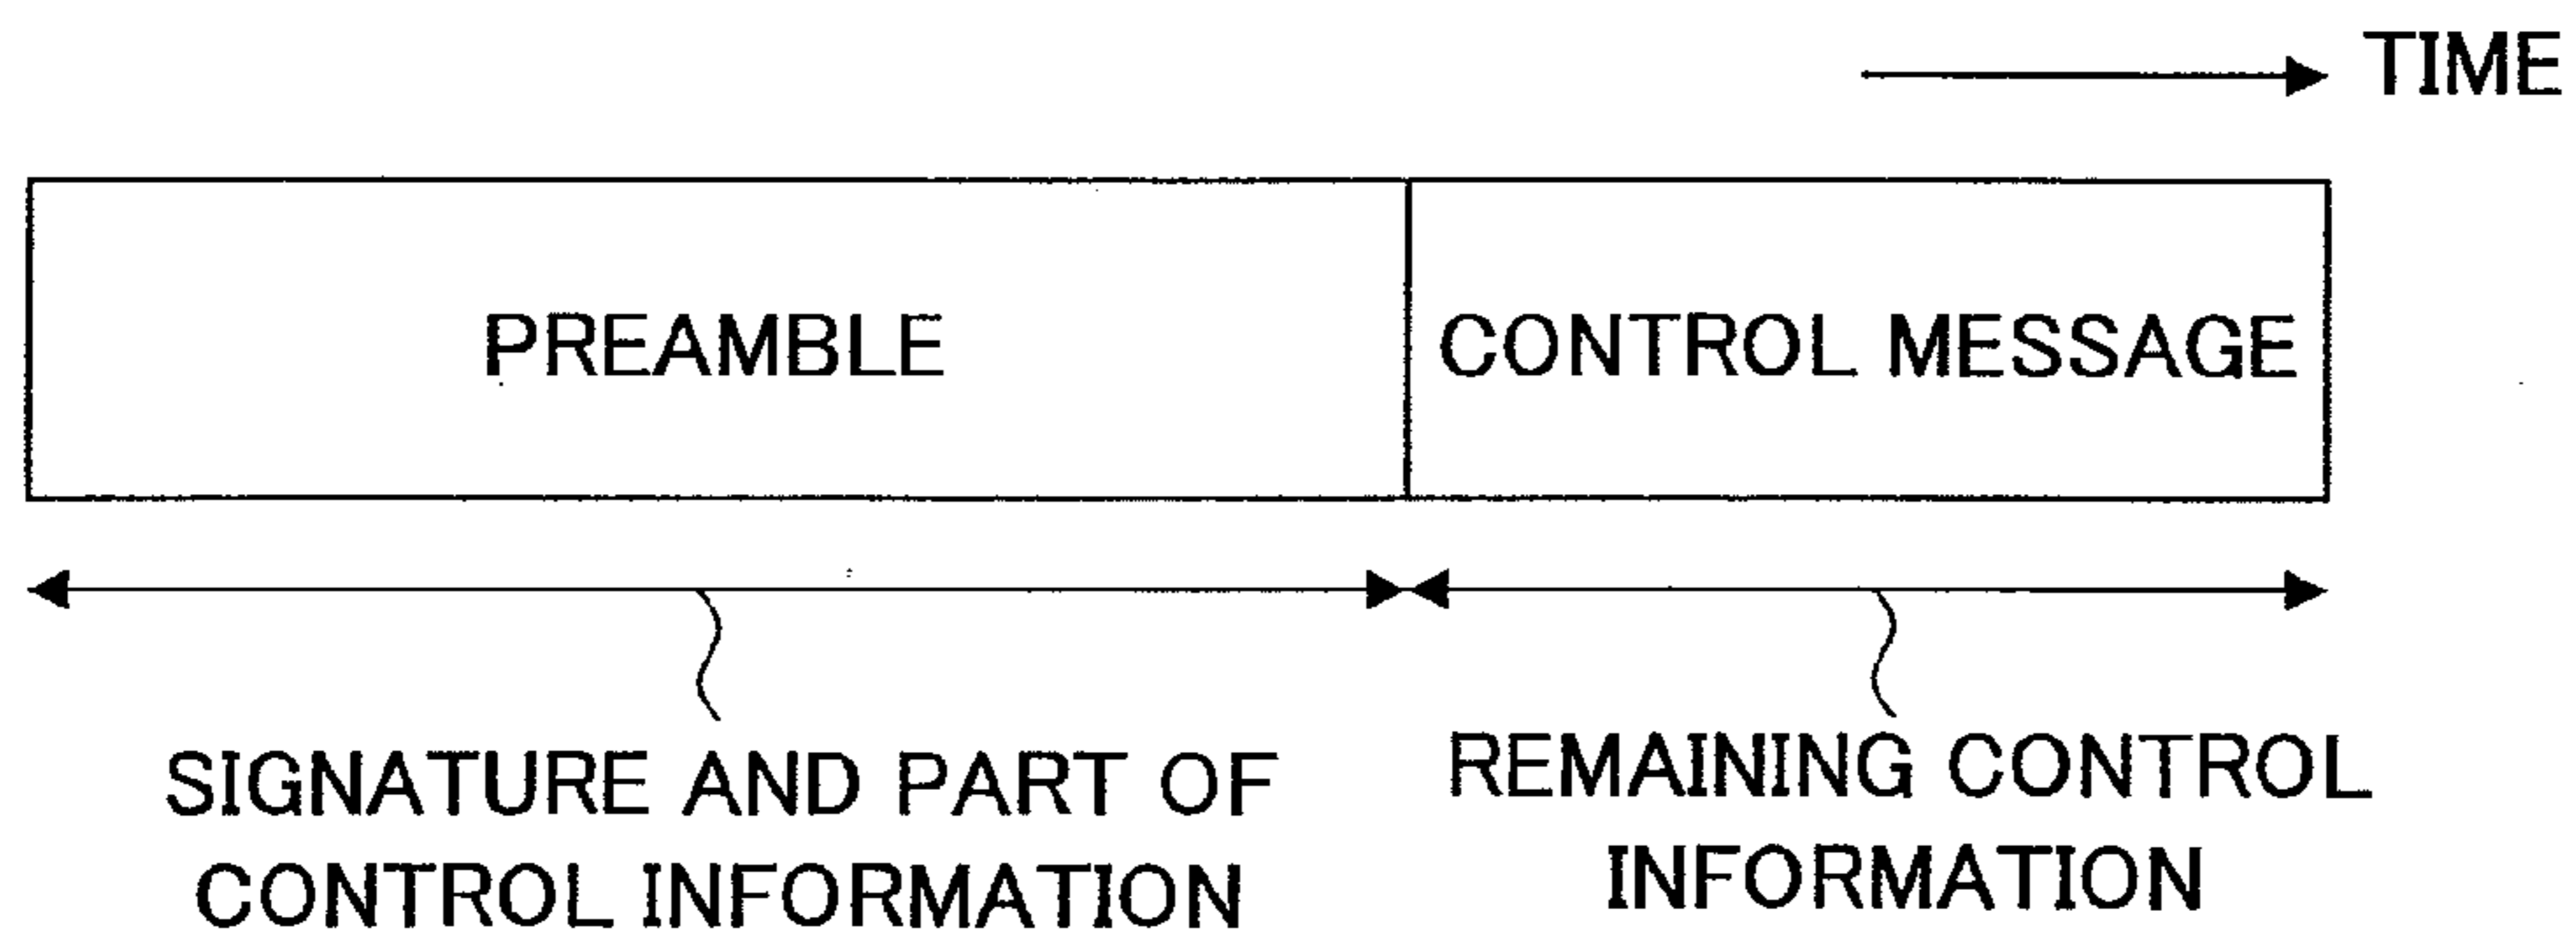 TIME
PREAMBLE
CONTROL MESSAGE
SIGNATURE AND PART OF
CONTROL INFORMATION
REMAINING CONTROL
INFORMATION